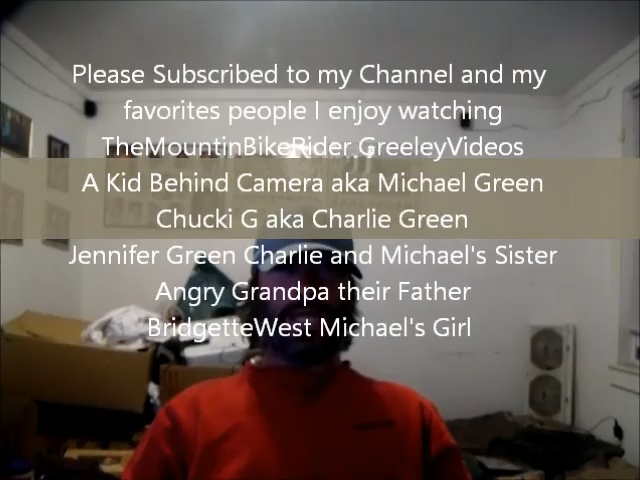 Please Subscribed to my Channel and my
favorites people I enjoy watching
TheMountinBikeRider GreeleyVideos
A Kid Behind Camera aka Michael Green
Chucki G aka Charlie Green
Jennifer Green Charlie and Michael's Sister
Angry Grandpa their Father
BridgetteWest Michael's Girl